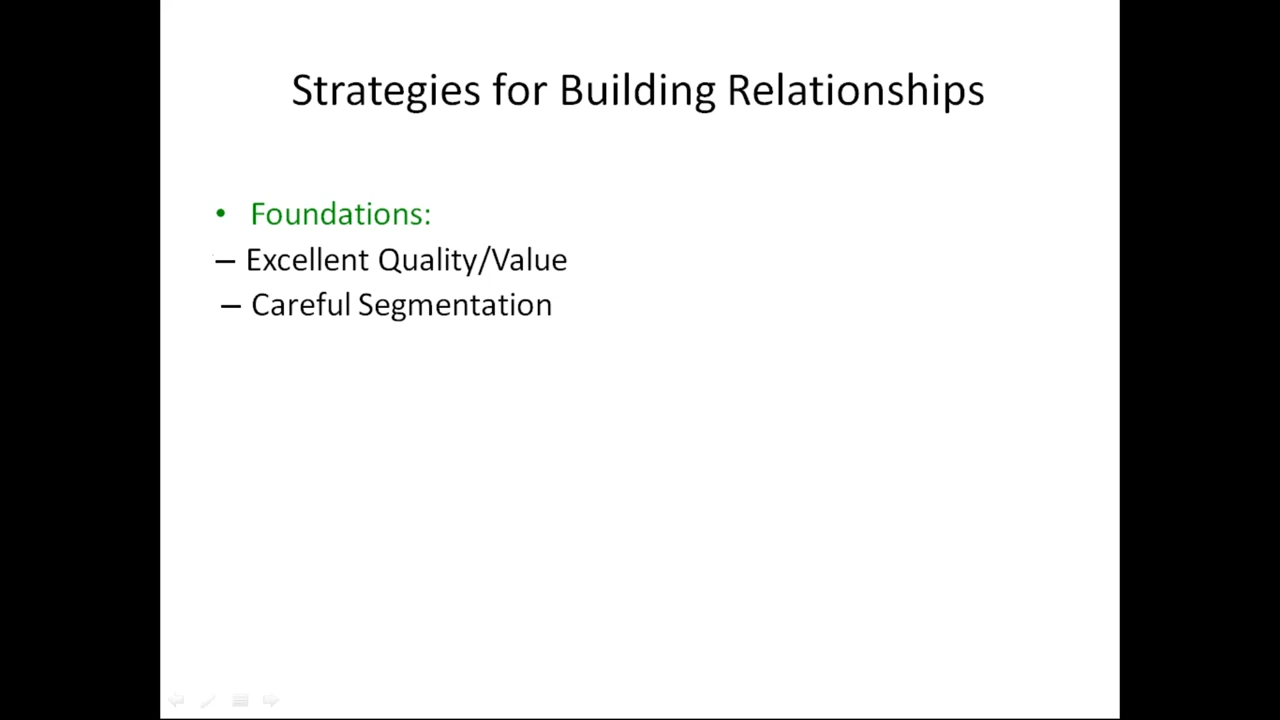 Strategies for Building Relationships
• Foundations:
– Excellent Quality/Value
– Careful Segmentation